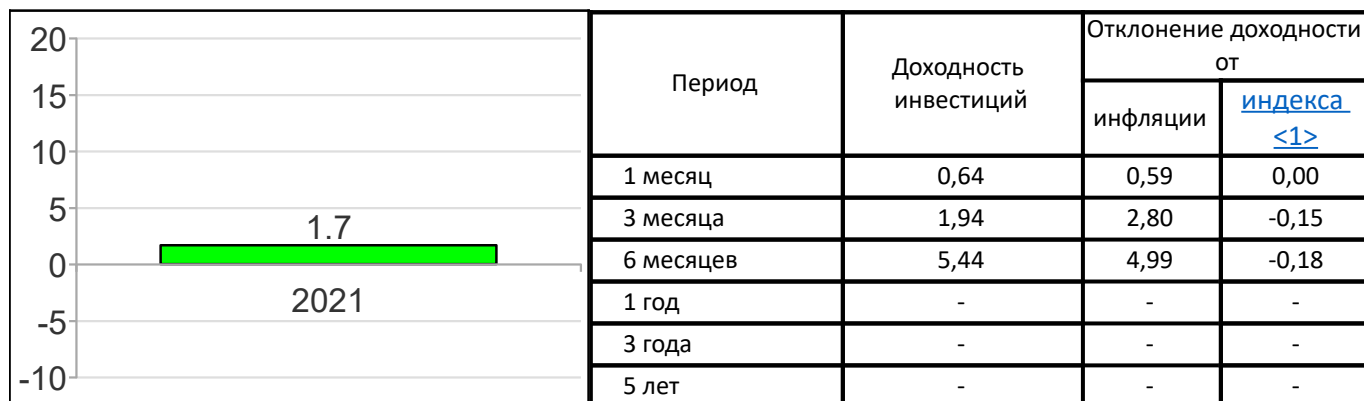 20
15
10
5
0
-5
-10
1.7
2021
Период
Доходность
инвестиций
Отклонение доходности
от
инфляции
индекса
<1>
1 месяц 0,64 0,59 0,00
3 месяца 1,94 2,80 -0,15
6 месяцев 5,44 4,99 -0,18
1 год - - -
3 года - - -
5 лет - - -